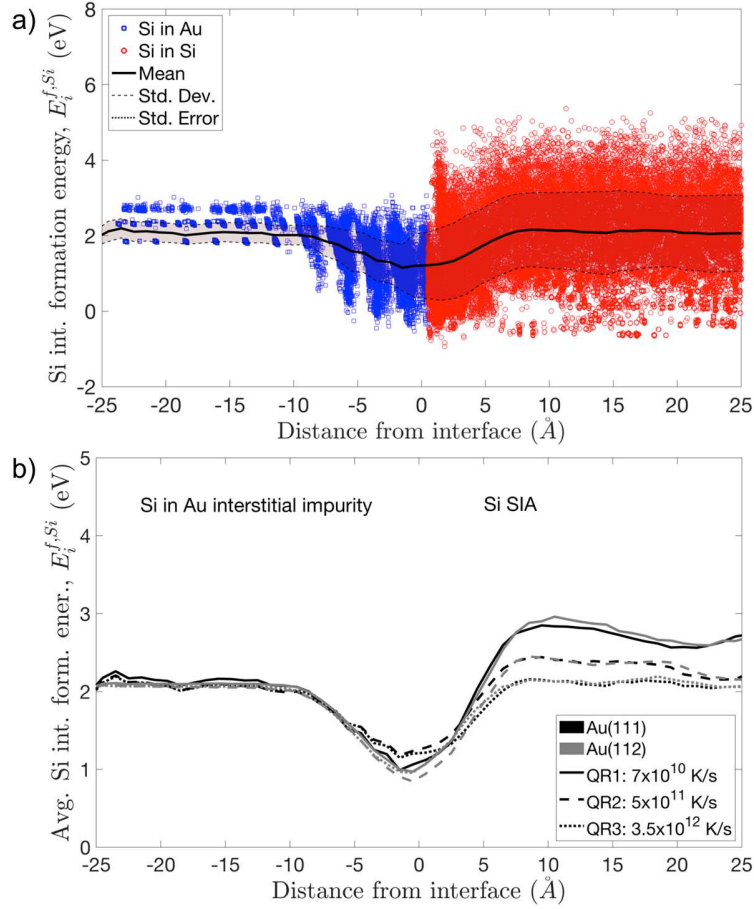 a)
Si int. formation energy, $E_i^{f,Si}$ (eV)
8
6
4
2
0
-2
Si in Au
Si in Si
Mean
Std. Dev.
Std. Error
-25 -20 -15 -10 -5 0 5 10 15 20 25
Distance from interface (Å)
b)
Avg. Si int. form. ener., $E_i^{f,Si}$ (eV)
5
4
3
2
1
0
Si in Au interstitial impurity Si SIA
Au(111)
Au(112)
QR1: 7x10^10 K/s
QR2: 5x10^11 K/s
QR3: 3.5x10^12 K/s
-25 -20 -15 -10 -5 0 5 10 15 20 25
Distance from interface (Å)